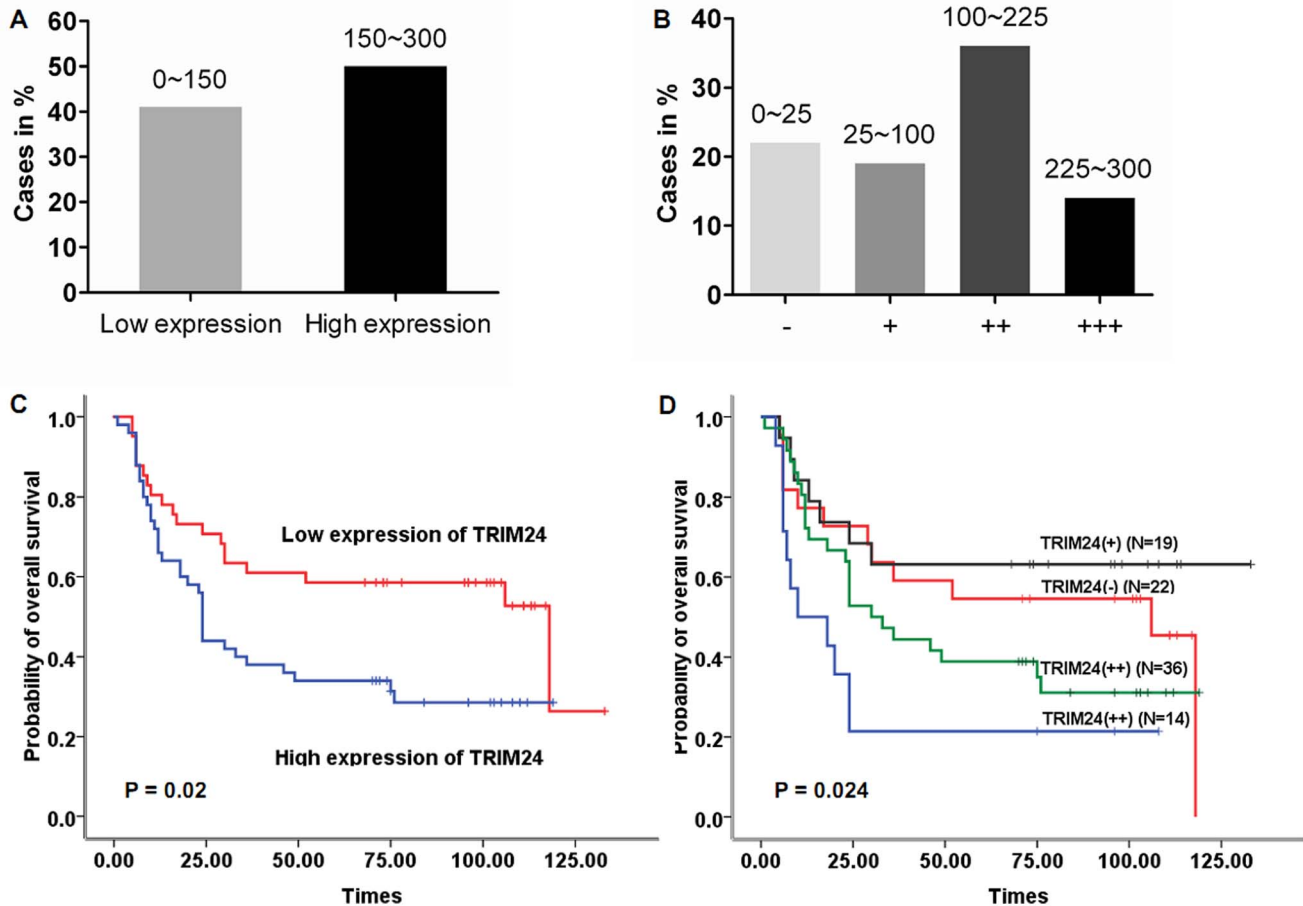 A
Cases in %
60
50
40
30
20
10
0
0~150
150~300
Low expression
High expression
B
Cases in %
40
30
20
10
0
0~25
25~100
100~225
225~300
-
+
++
+++
C
Probability of overall survival
1.0
0.8
0.6
0.4
0.2
0.0
Low expression of TRIM24
High expression of TRIM24
P = 0.02
0.00
25.00
50.00
75.00
100.00
125.00
Times
D
Probability of overall suvival
1.0
0.8
0.6
0.4
0.2
0.0
TRIM24(+) (N=19)
TRIM24(-) (N=22)
TRIM24(++) (N=36)
TRIM24(++) (N=14)
P = 0.024
0.00
25.00
50.00
75.00
100.00
125.00
Times